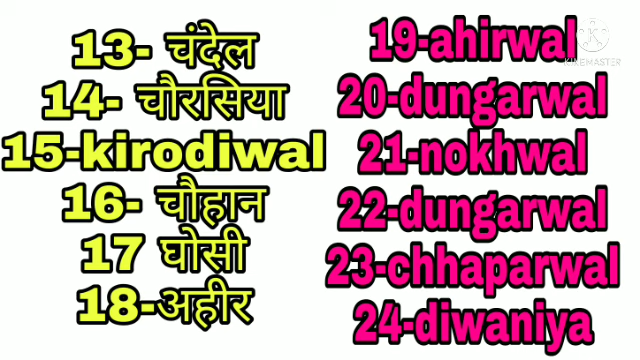 13- चंदेल
14- चौरसिया
15-kirodiwal
16- चौहान
17 घोसी
18-अहीर
19-ahirwal
20-dungarwal
21-nokhwal
22-dungarwal
23-chhaparwal
24-diwaniya
KINEMASTER